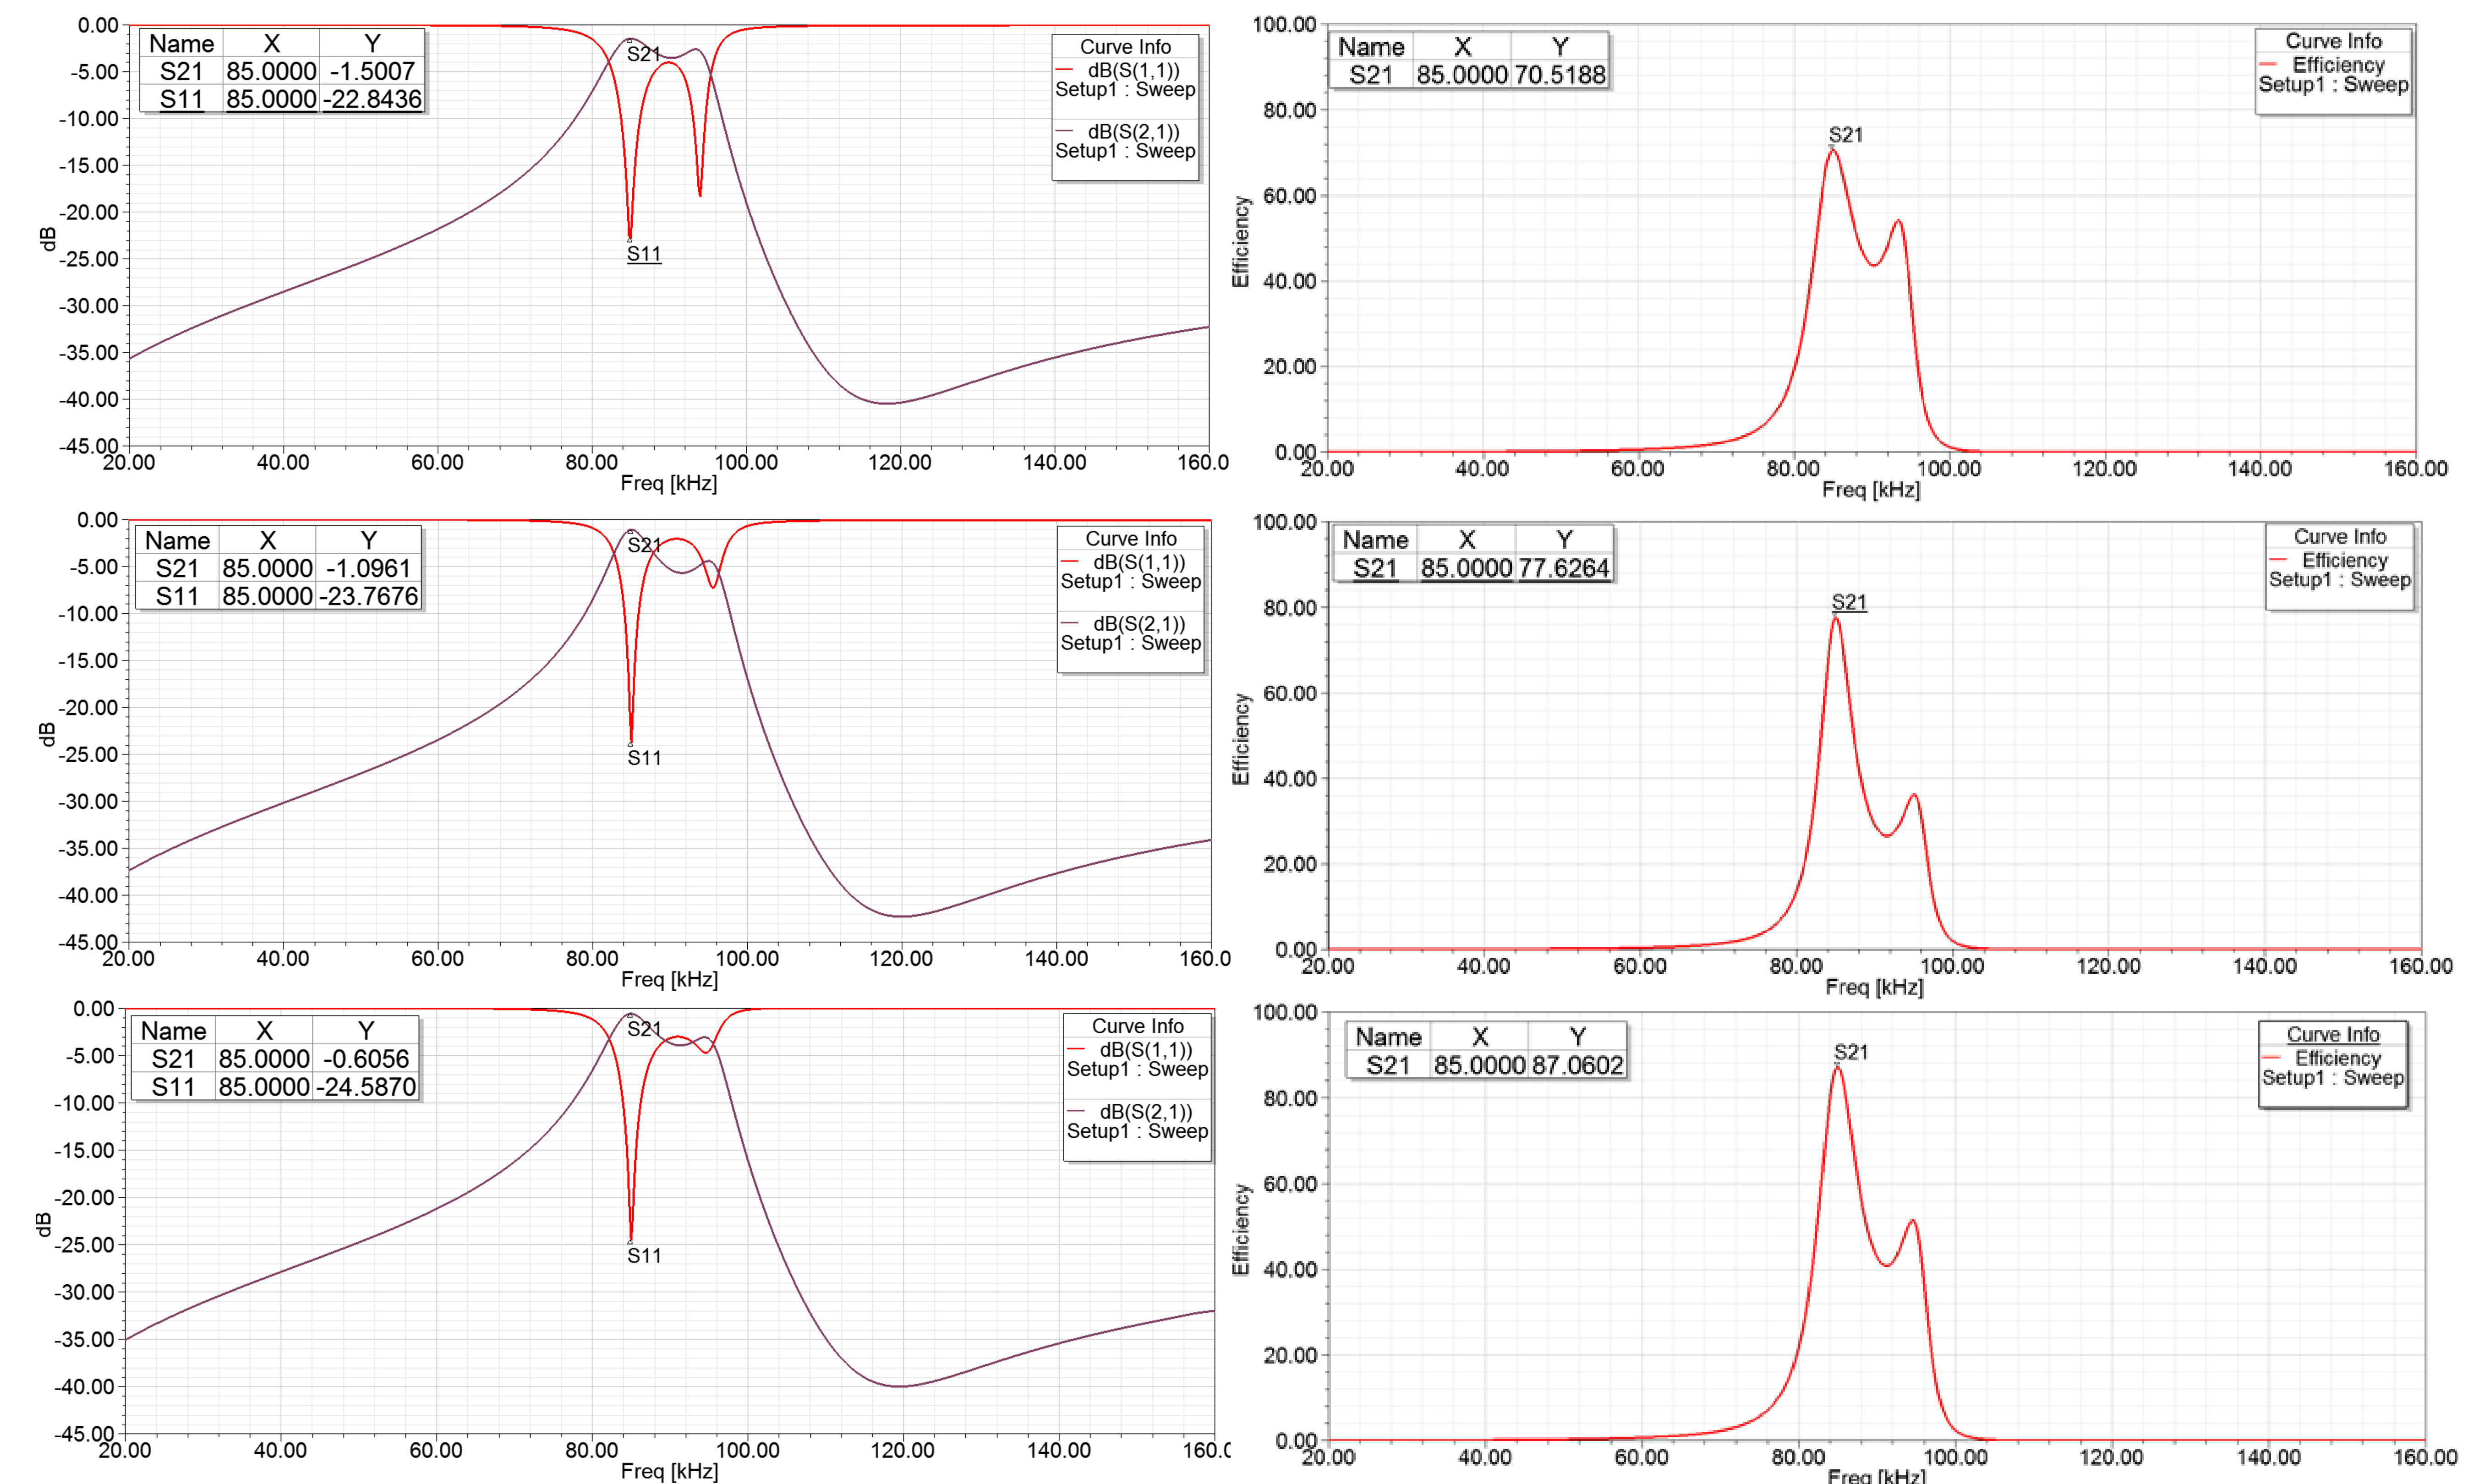 0.00
-5.00
-10.00
-15.00
-20.00
-25.00
-30.00
-35.00
-40.00
-45.00
dB
Name X Y
S21 85.0000 -1.5007
S11 85.0000 -22.8436
S21
S11
Curve Info
dB(S(1,1))
Setup1 : Sweep
dB(S(2,1))
Setup1 : Sweep
20.00 40.00 60.00 80.00 100.00 120.00 140.00 160.0
Freq [kHz]
100.00
80.00
60.00
40.00
20.00
0.00
Efficiency
Name X Y
S21 85.0000 70.5188
S21
Curve Info
Efficiency
Setup1 : Sweep
20.00 40.00 60.00 80.00 100.00 120.00 140.00 160.00
Freq [kHz]
0.00
-5.00
-10.00
-15.00
-20.00
-25.00
-30.00
-35.00
-40.00
-45.00
dB
Name X Y
S21 85.0000 -1.0961
S11 85.0000 -23.7676
S21
S11
Curve Info
dB(S(1,1))
Setup1 : Sweep
dB(S(2,1))
Setup1 : Sweep
20.00 40.00 60.00 80.00 100.00 120.00 140.00 160.0
Freq [kHz]
100.00
80.00
60.00
40.00
20.00
0.00
Efficiency
Name X Y
S21 85.0000 77.6264
S21
Curve Info
Efficiency
Setup1 : Sweep
20.00 40.00 60.00 80.00 100.00 120.00 140.00 160.00
Freq [kHz]
0.00
-5.00
-10.00
-15.00
-20.00
-25.00
-30.00
-35.00
-40.00
-45.00
dB
Name X Y
S21 85.0000 -0.6056
S11 85.0000 -24.5870
S21
S11
Curve Info
dB(S(1,1))
Setup1 : Sweep
dB(S(2,1))
Setup1 : Sweep
20.00 40.00 60.00 80.00 100.00 120.00 140.00 160.0
Freq [kHz]
100.00
80.00
60.00
40.00
20.00
0.00
Efficiency
Name X Y
S21 85.0000 87.0602
S21
Curve Info
Efficiency
Setup1 : Sweep
20.00 40.00 60.00 80.00 100.00 120.00 140.00 160.00
Freq [kHz]